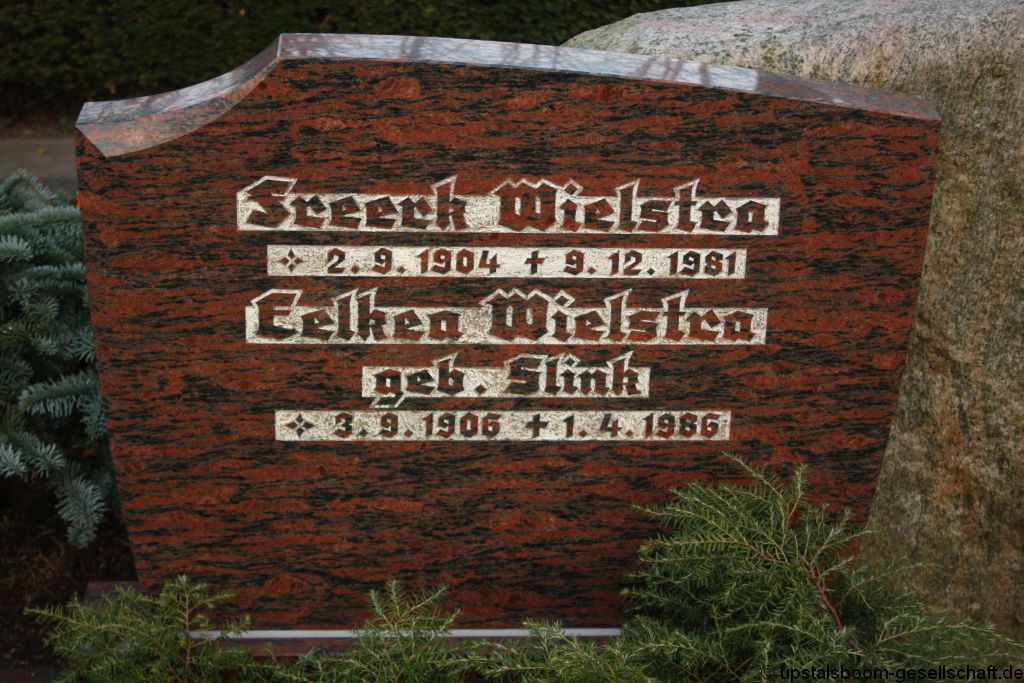 Freerk Wielstra
2.9.1904 ✝ 9.12.1981
Eelkea Wielstra
geb. Slink
3.9.1906 ✝ 1.4.1986
© upstalsboom-gesellschaft.de